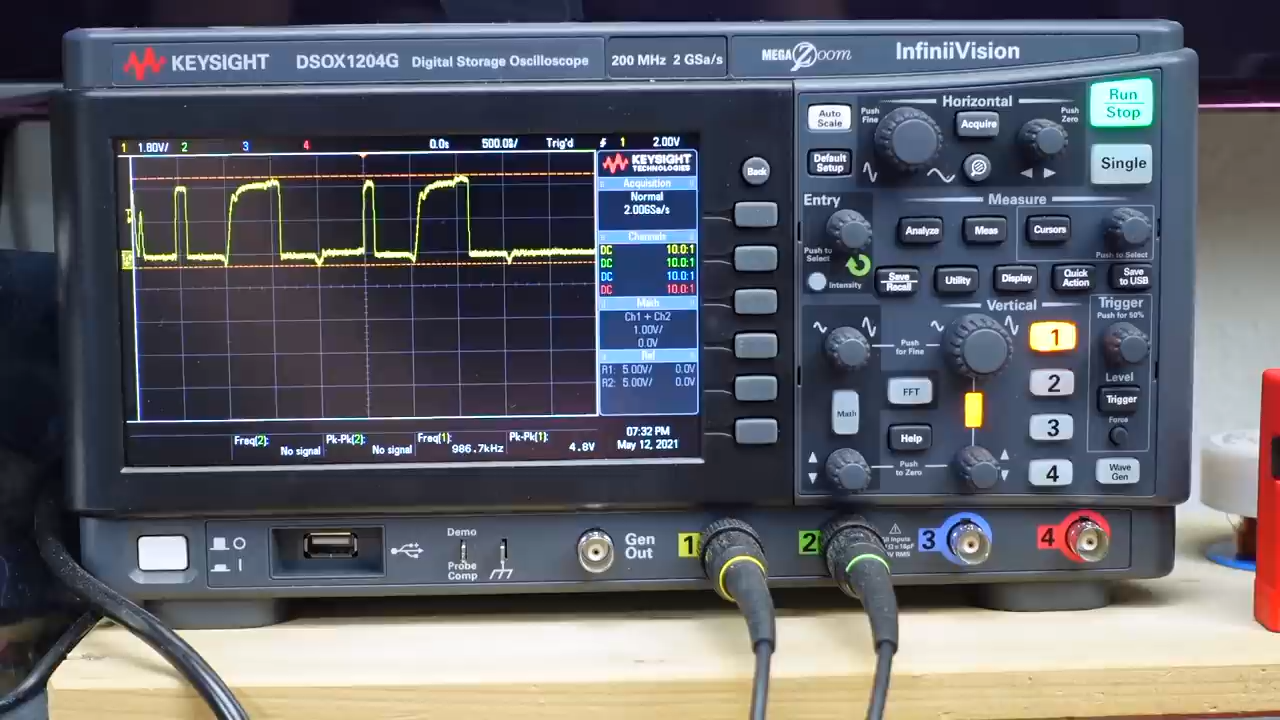 KEYSIGHT DSOX1204G Digital Storage Oscilloscope 200 MHz 2 GSa/s MEGA Zoom InfiniiVision
1 1.80V/ 2 3 4 0.0s 500.0s/ Trig'd 1 2.00V
KEYSIGHT
TECHNOLOGIES
Acquisition
Normal
2.00GSa/s
Channels
DC 10.0:1
DC 10.0:1
DC 10.0:1
DC 10.0:1
Math
Ch1 + Ch2
1.00V/
0.0V
Ref
R1: 5.00V/ 0.0V
R2: 5.00V/ 0.0V
Freq(2): No signal
Pk-Pk(2): No signal
Freq(1): 986.7kHz
Pk-Pk(1): 4.8V
07:32 PM
May 12, 2021
Back
Auto
Scale
Push
Fine
Horizontal
Acquire
Push
Zero
Run
Stop
Default
Setup
Single
Entry
Measure
Push to
Select
Analyze
Meas
Cursors
Push to Select
Intensity
Save
Recall
Utility
Display
Quick
Action
Save
to USB
Vertical
Trigger
Push for 50%
Push
for Fine
1
Level
FFT
2
Trigger
Math
Force
Help
3
Push
to Zero
4
Wave
Gen
Demo
Probe
Comp
Gen
Out
1
2
3
4